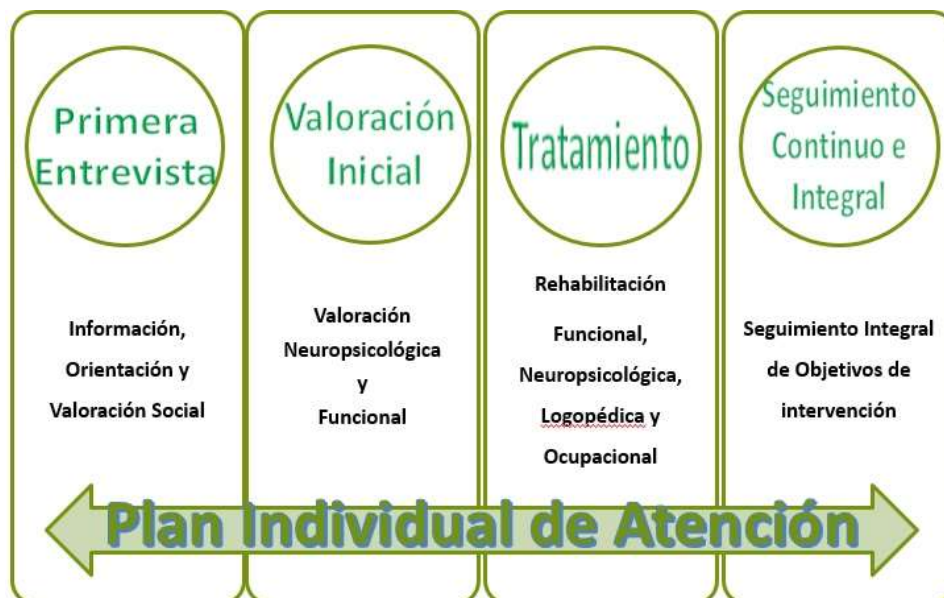 Primera
Entrevista
Información,
Orientación y
Valoración Social
Valoración
Inicial
Valoración
Neuropsicológica
y
Funcional
Tratamiento
Rehabilitación
Funcional,
Neuropsicológica,
Logopédica y
Ocupacional
Seguimiento
Continuo e
Integral
Seguimiento Integral
de Objetivos de
intervención
Plan Individual de Atención